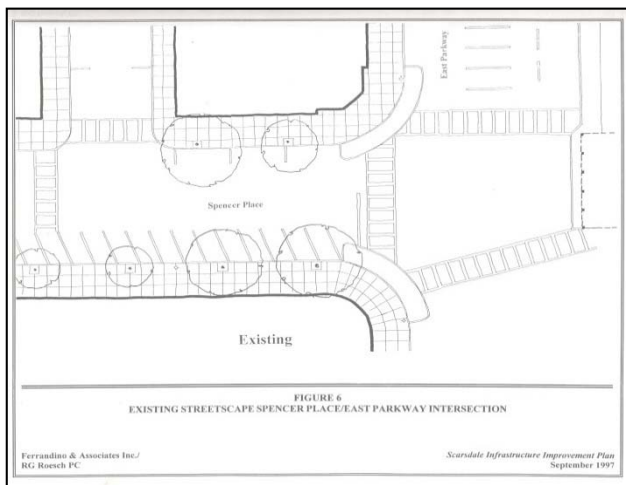 East Parkway
Spencer Place
Existing
FIGURE 6
EXISTING STREETSCAPE SPENCER PLACE/EAST PARKWAY INTERSECTION
Ferrandino & Associates Inc./
RG Roesch PC
Scarsdale Infrastructure Improvement Plan
September 1997